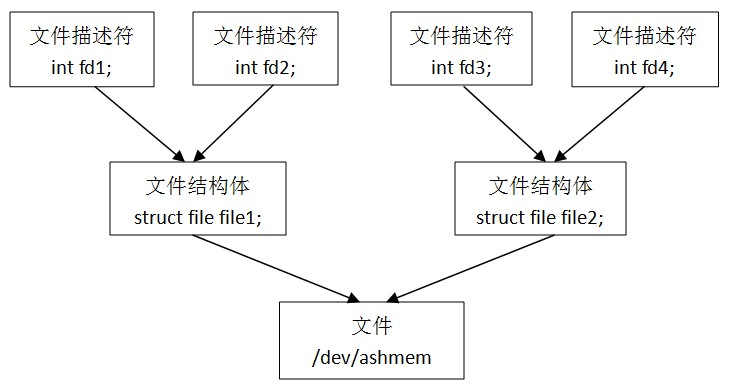 文件描述符
int fd1;
文件描述符
int fd2;
文件描述符
int fd3;
文件描述符
int fd4;
文件结构体
struct file file1;
文件结构体
struct file file2;
文件
/dev/ashmem